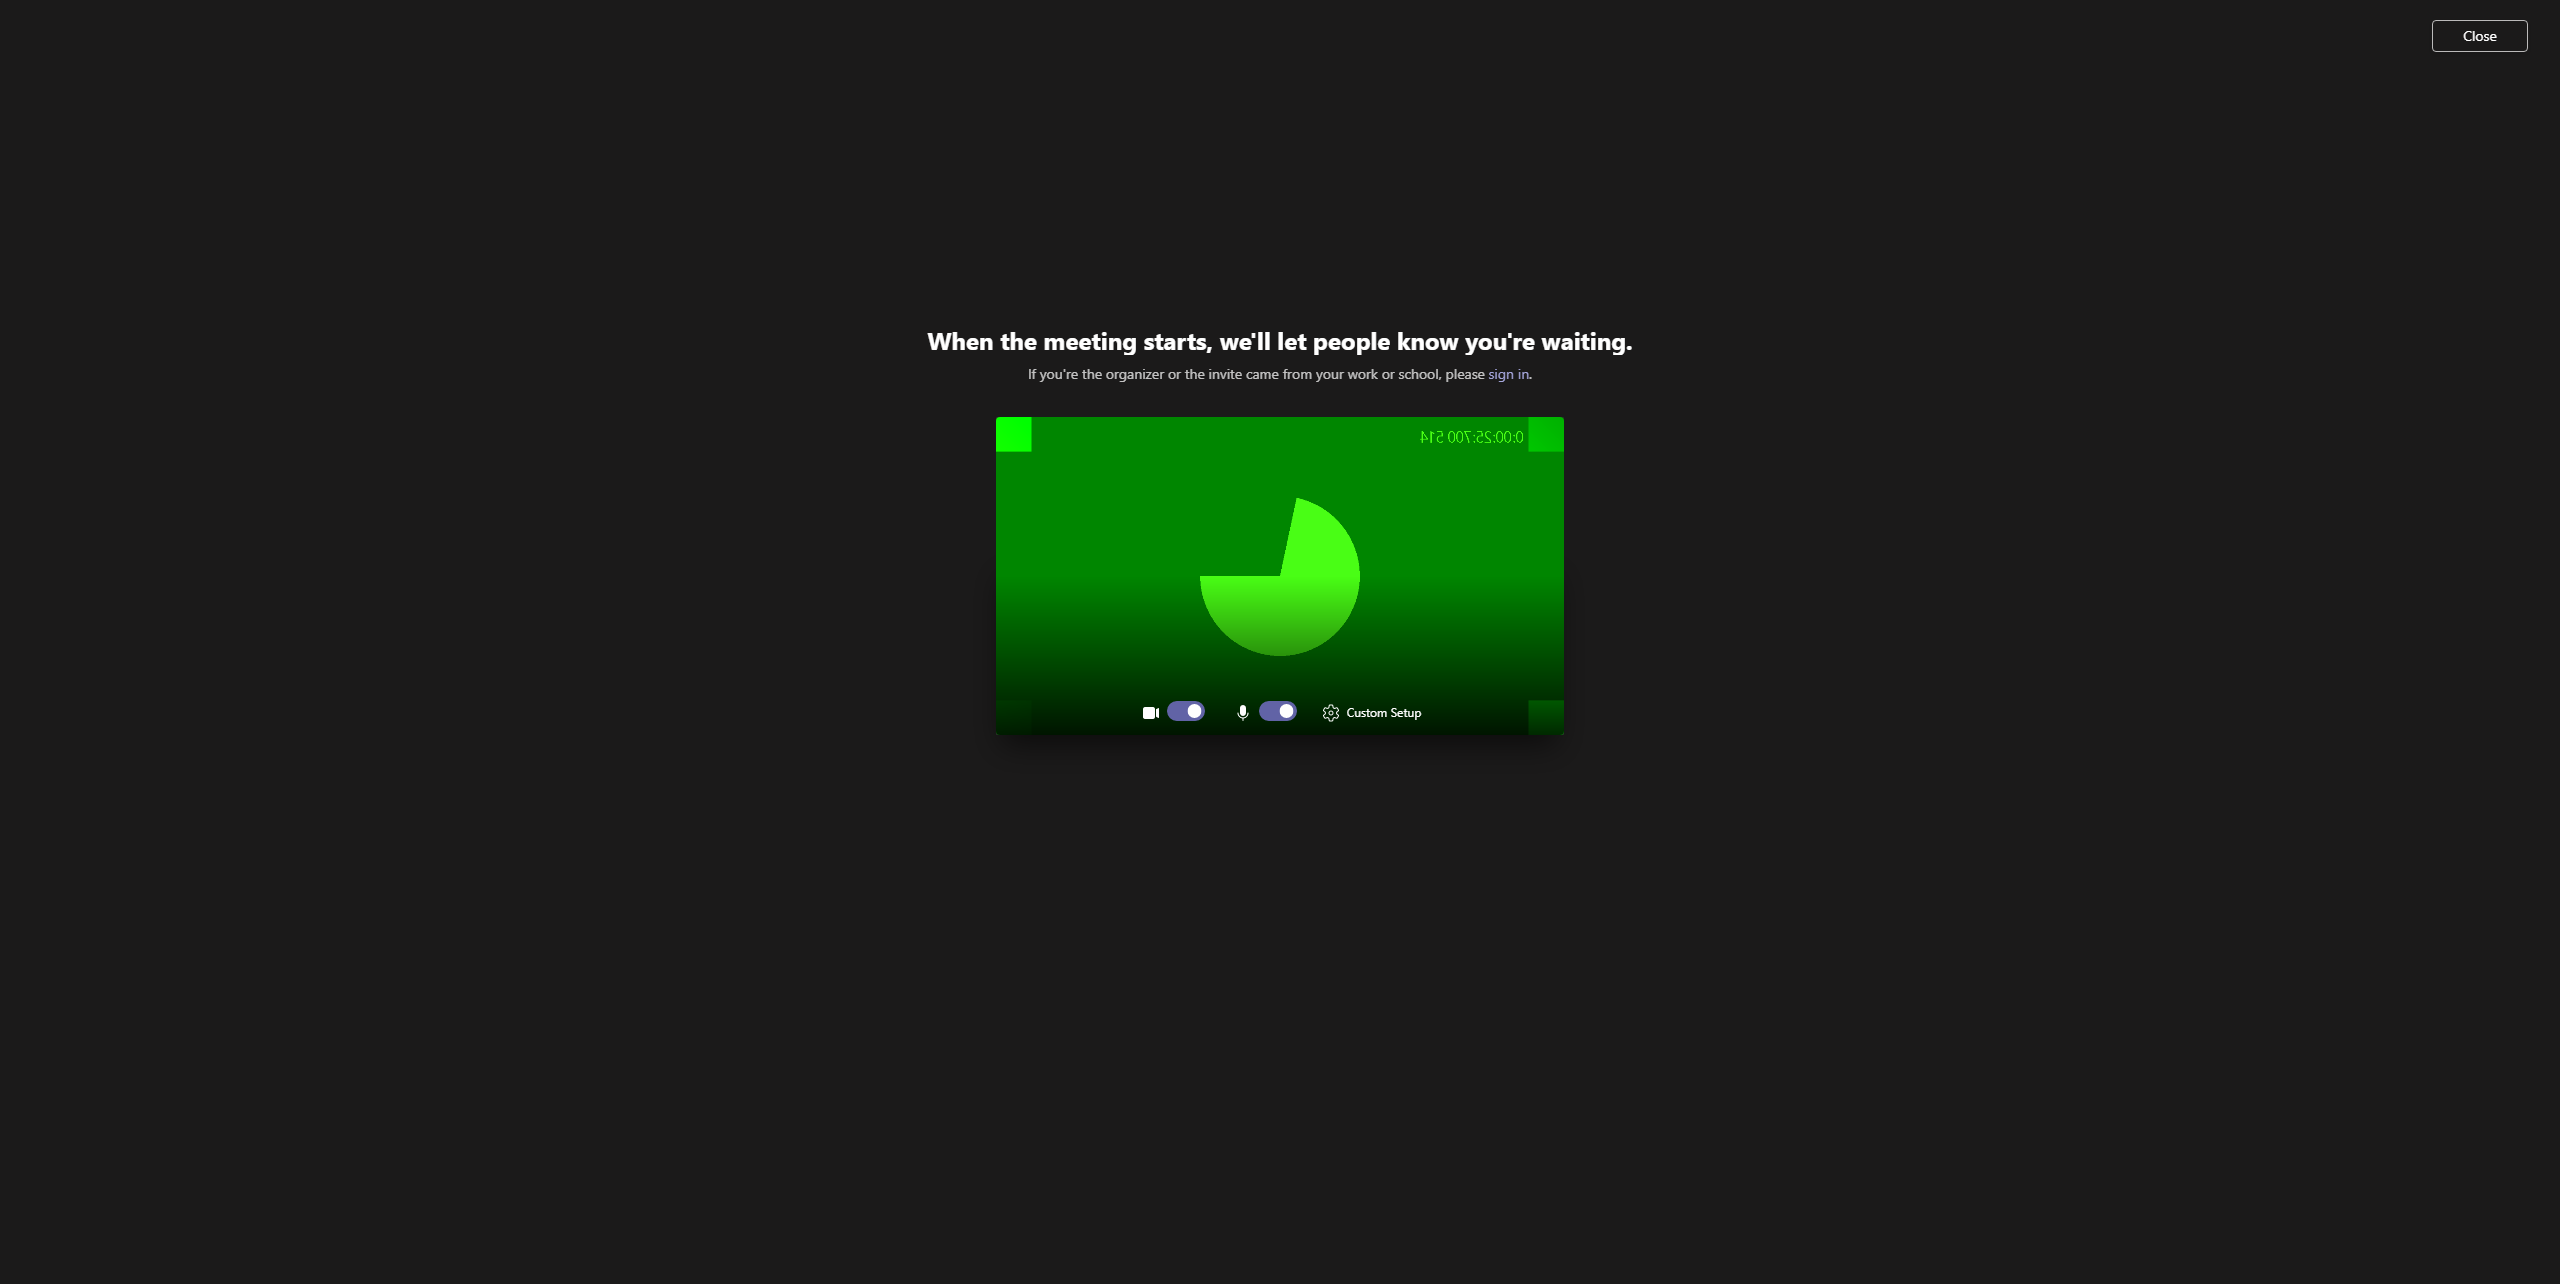 Close
When the meeting starts, we'll let people know you're waiting.
If you're the organizer or the invite came from your work or school, please sign in.
0:00:25:700 514
Custom Setup